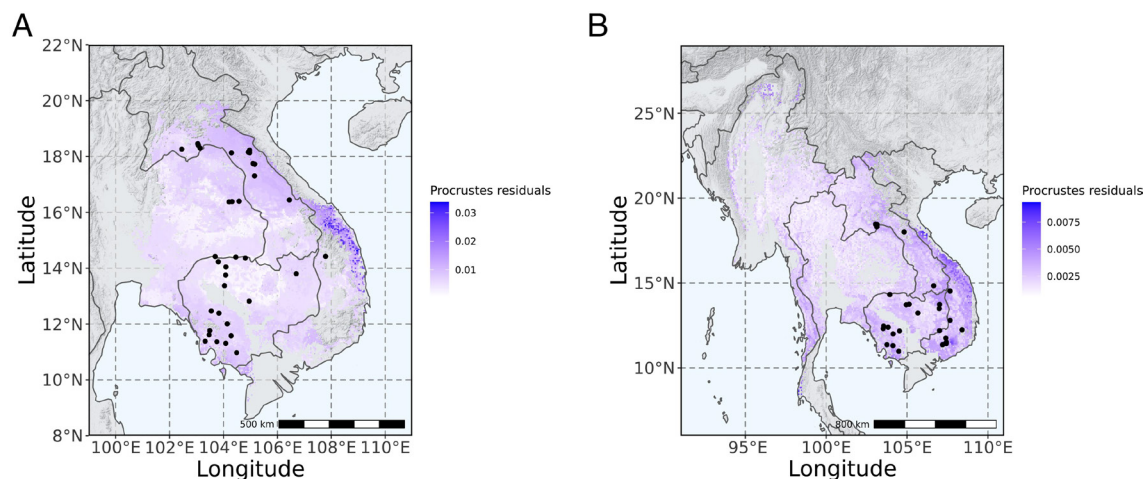 A
22°N
20°N
18°N
16°N
14°N
12°N
10°N
8°N
Latitude
500 km
100°E 102°E 104°E 106°E 108°E 110°E
Longitude
Procrustes residuals
0.03
0.02
0.01
B
25°N
20°N
15°N
10°N
Latitude
800 km
95°E 100°E 105°E 110°E
Longitude
Procrustes residuals
0.0075
0.0050
0.0025